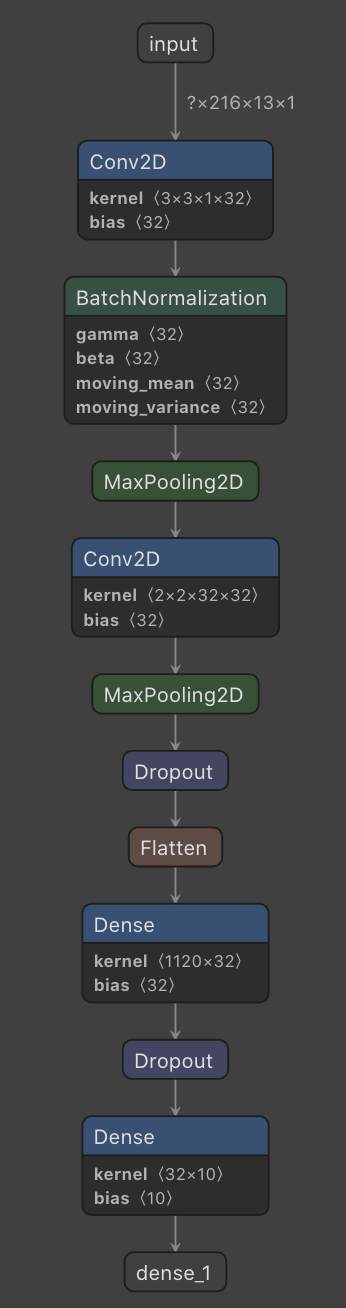 input
?×216×13×1
Conv2D
kernel ⟨3×3×1×32⟩
bias ⟨32⟩
BatchNormalization
gamma ⟨32⟩
beta ⟨32⟩
moving_mean ⟨32⟩
moving_variance ⟨32⟩
MaxPooling2D
Conv2D
kernel ⟨2×2×32×32⟩
bias ⟨32⟩
MaxPooling2D
Dropout
Flatten
Dense
kernel ⟨1120×32⟩
bias ⟨32⟩
Dropout
Dense
kernel ⟨32×10⟩
bias ⟨10⟩
dense_1